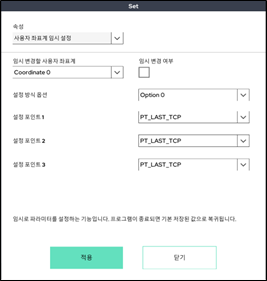 Set
속성
사용자 좌표계 임시 설정
임시 변경할 사용자 좌표계
임시 변경 여부
Coordinate 0
설정 방식 옵션
Option 0
설정 포인트 1
PT_LAST_TCP
설정 포인트 2
PT_LAST_TCP
설정 포인트 3
PT_LAST_TCP
임시로 파라미터를 설정하는 기능입니다. 프로그램이 종료되면 기본 저장된 값으로 복귀됩니다.
적용
닫기